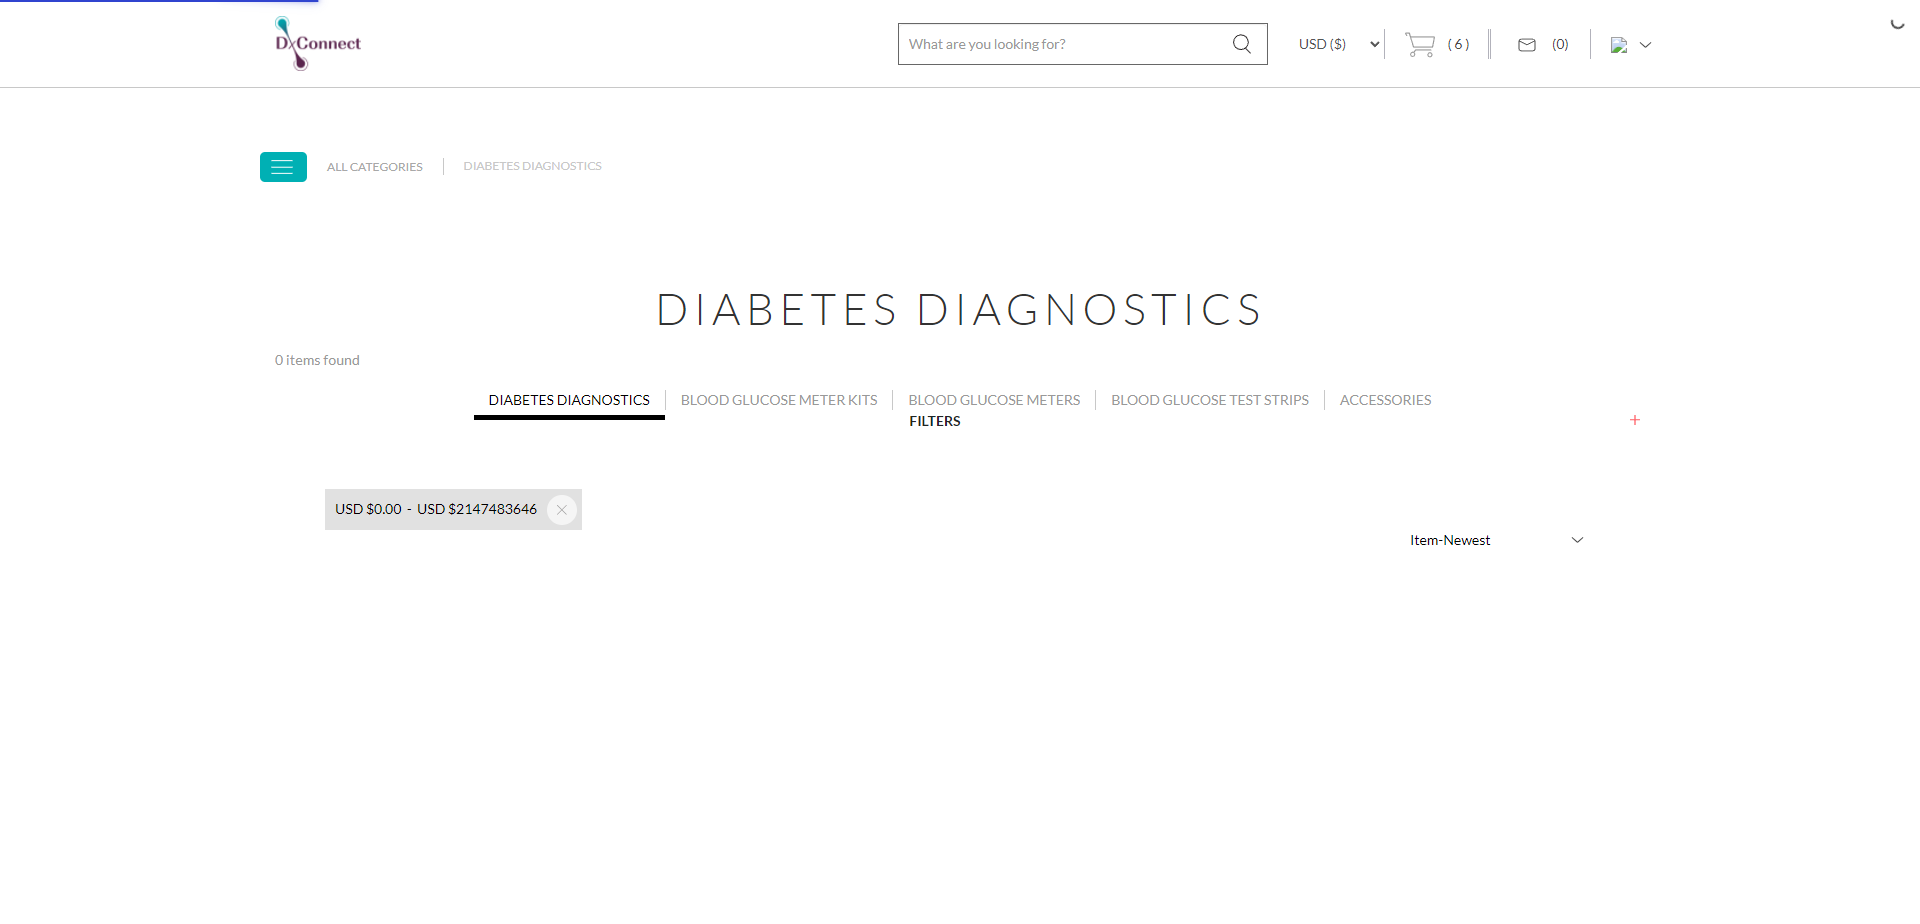 DxConnect
What are you looking for?
USD ($)
( 6 )
(0)
ALL CATEGORIES
DIABETES DIAGNOSTICS
DIABETES DIAGNOSTICS
0 items found
DIABETES DIAGNOSTICS
BLOOD GLUCOSE METER KITS
BLOOD GLUCOSE METERS
BLOOD GLUCOSE TEST STRIPS
ACCESSORIES
FILTERS
+
USD $0.00 - USD $2147483646
Item-Newest